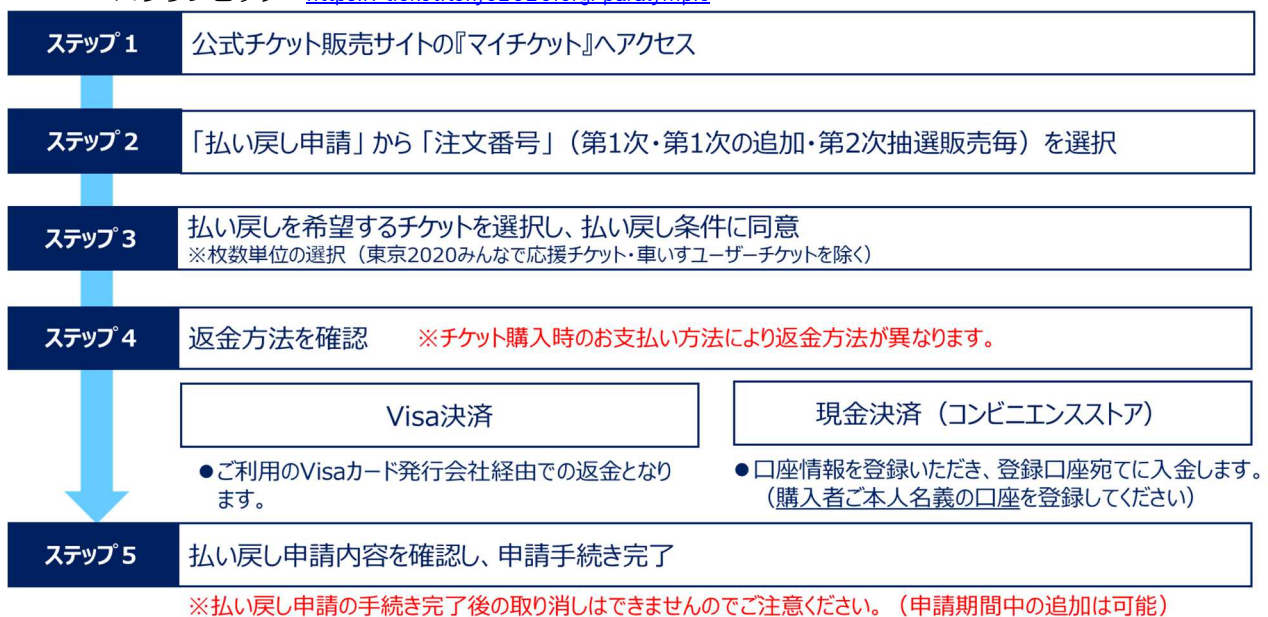 ステップ1 公式チケット販売サイトの『マイチケット』へアクセス
ステップ2 「払い戻し申請」から「注文番号」（第1次・第1次の追加・第2次抽選販売毎）を選択
ステップ3 払い戻しを希望するチケットを選択し、払い戻し条件に同意
※枚数単位の選択（東京2020みんなで応援チケット・車いすユーザーチケットを除く）
ステップ4 返金方法を確認 ※チケット購入時のお支払い方法により返金方法が異なります。
Visa決済
●ご利用のVisaカード発行会社経由での返金となり
ます。
現金決済（コンビニエンスストア）
●口座情報を登録いただき、登録口座宛てに入金します。
（購入者ご本人名義の口座を登録してください）
ステップ5 払い戻し申請内容を確認し、申請手続き完了
※払い戻し申請の手続き完了後の取り消しはできませんのでご注意ください。（申請期間中の追加は可能）